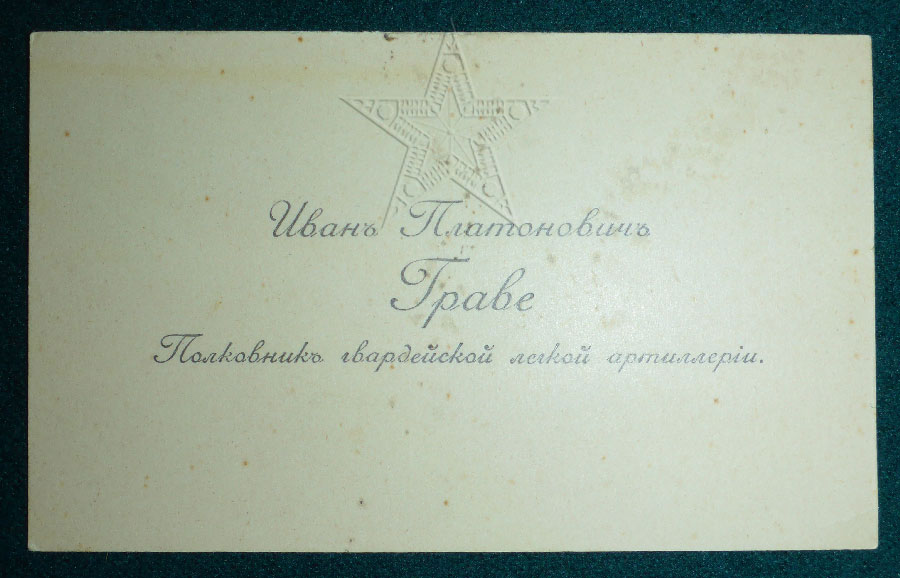 Иванъ Платоновичъ
Граве
Полковникъ гвардейской легкой артиллеріи.